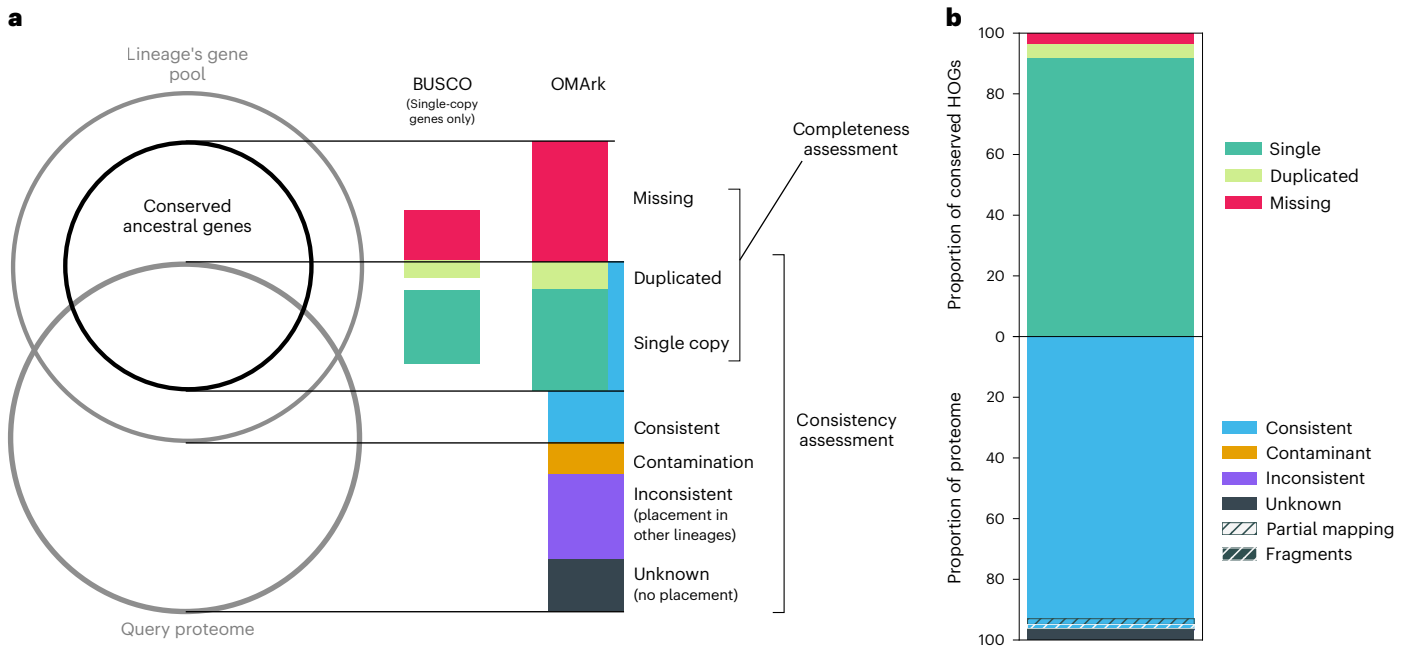 a
Lineage's gene
pool
Conserved
ancestral genes
Query proteome
BUSCO
(Single-copy
genes only)
OMArk
Missing
Duplicated
Single copy
Consistent
Contamination
Inconsistent
(placement in
other lineages)
Unknown
(no placement)
Completeness
assessment
Consistency
assessment
b
Proportion of conserved HOGs
Proportion of proteome
100
80
60
40
20
0
20
40
60
80
100
Single
Duplicated
Missing
Consistent
Contaminant
Inconsistent
Unknown
Partial mapping
Fragments